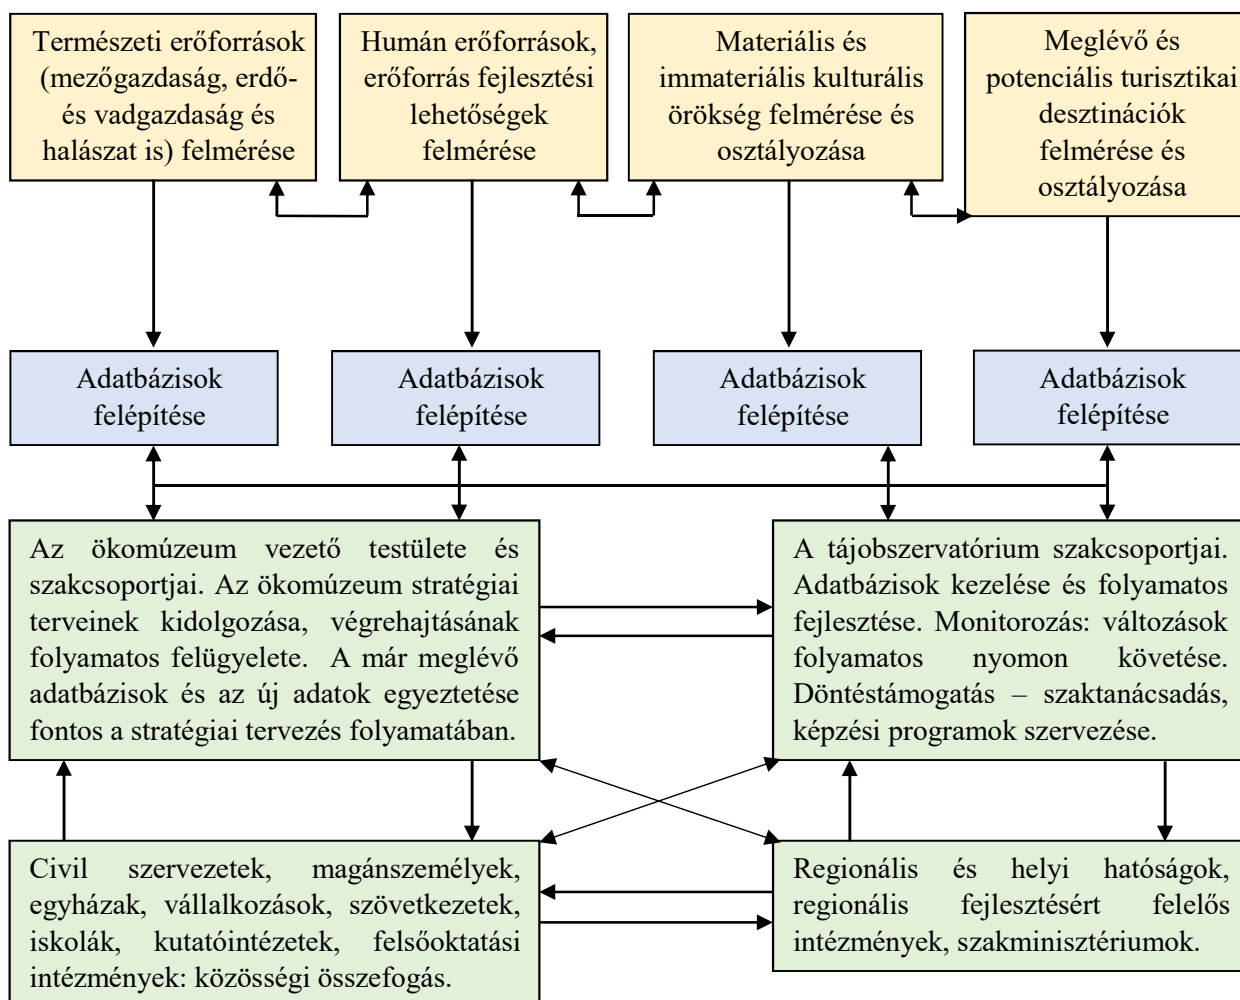 Természeti erőforrások
(mezőgazdaság, erdő-
és vadgazdaság és
halászat is) felmérése
Humán erőforrások,
erőforrás fejlesztési
lehetőségek
felmérése
Materiális és
immateriális kulturális
örökség felmérése és
osztályozása
Meglévő és
potenciális turisztikai
desztinációk
felmérése és
osztályozása
Adatbázisok
felépítése
Adatbázisok
felépítése
Adatbázisok
felépítése
Adatbázisok
felépítése
Az ökomúzeum vezető testülete és
szakcsoportjai. Az ökomúzeum stratégiai
terveinek kidolgozása, végrehajtásának
folyamatos felügyelete. A már meglévő
adatbázisok és az új adatok egyeztetése
fontos a stratégiai tervezés folyamatában.
A tájobszervatórium szakcsoportjai.
Adatbázisok kezelése és folyamatos
fejlesztése. Monitorozás: változások
folyamatos nyomon követése.
Döntéstámogatás – szaktanácsadás,
képzési programok szervezése.
Civil szervezetek, magánszemélyek,
egyházak, vállalkozások, szövetkezetek,
iskolák, kutatóintézetek, felsőoktatási
intézmények: közösségi összefogás.
Regionális és helyi hatóságok,
regionális fejlesztésért felelős
intézmények, szakminisztériumok.